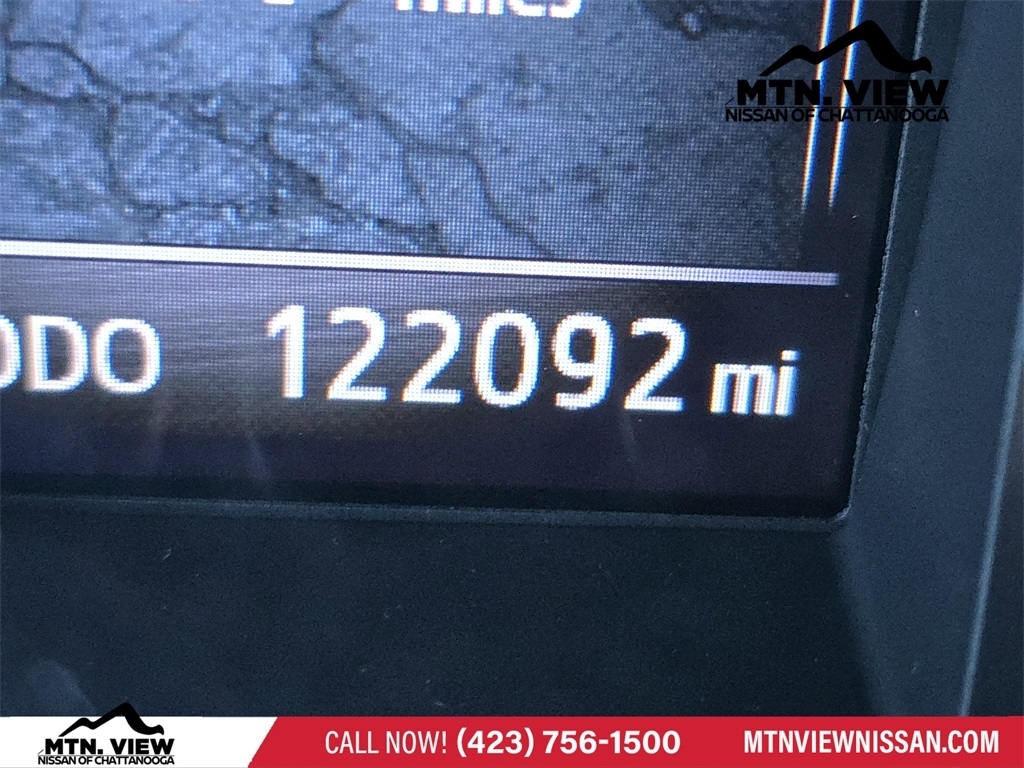 miles
MTN. VIEW
NISSAN OF CHATTANOOGA
ODO 122092 mi
MTN. VIEW
NISSAN OF CHATTANOOGA
CALL NOW! (423) 756-1500
MTNVIEWNISSAN.COM